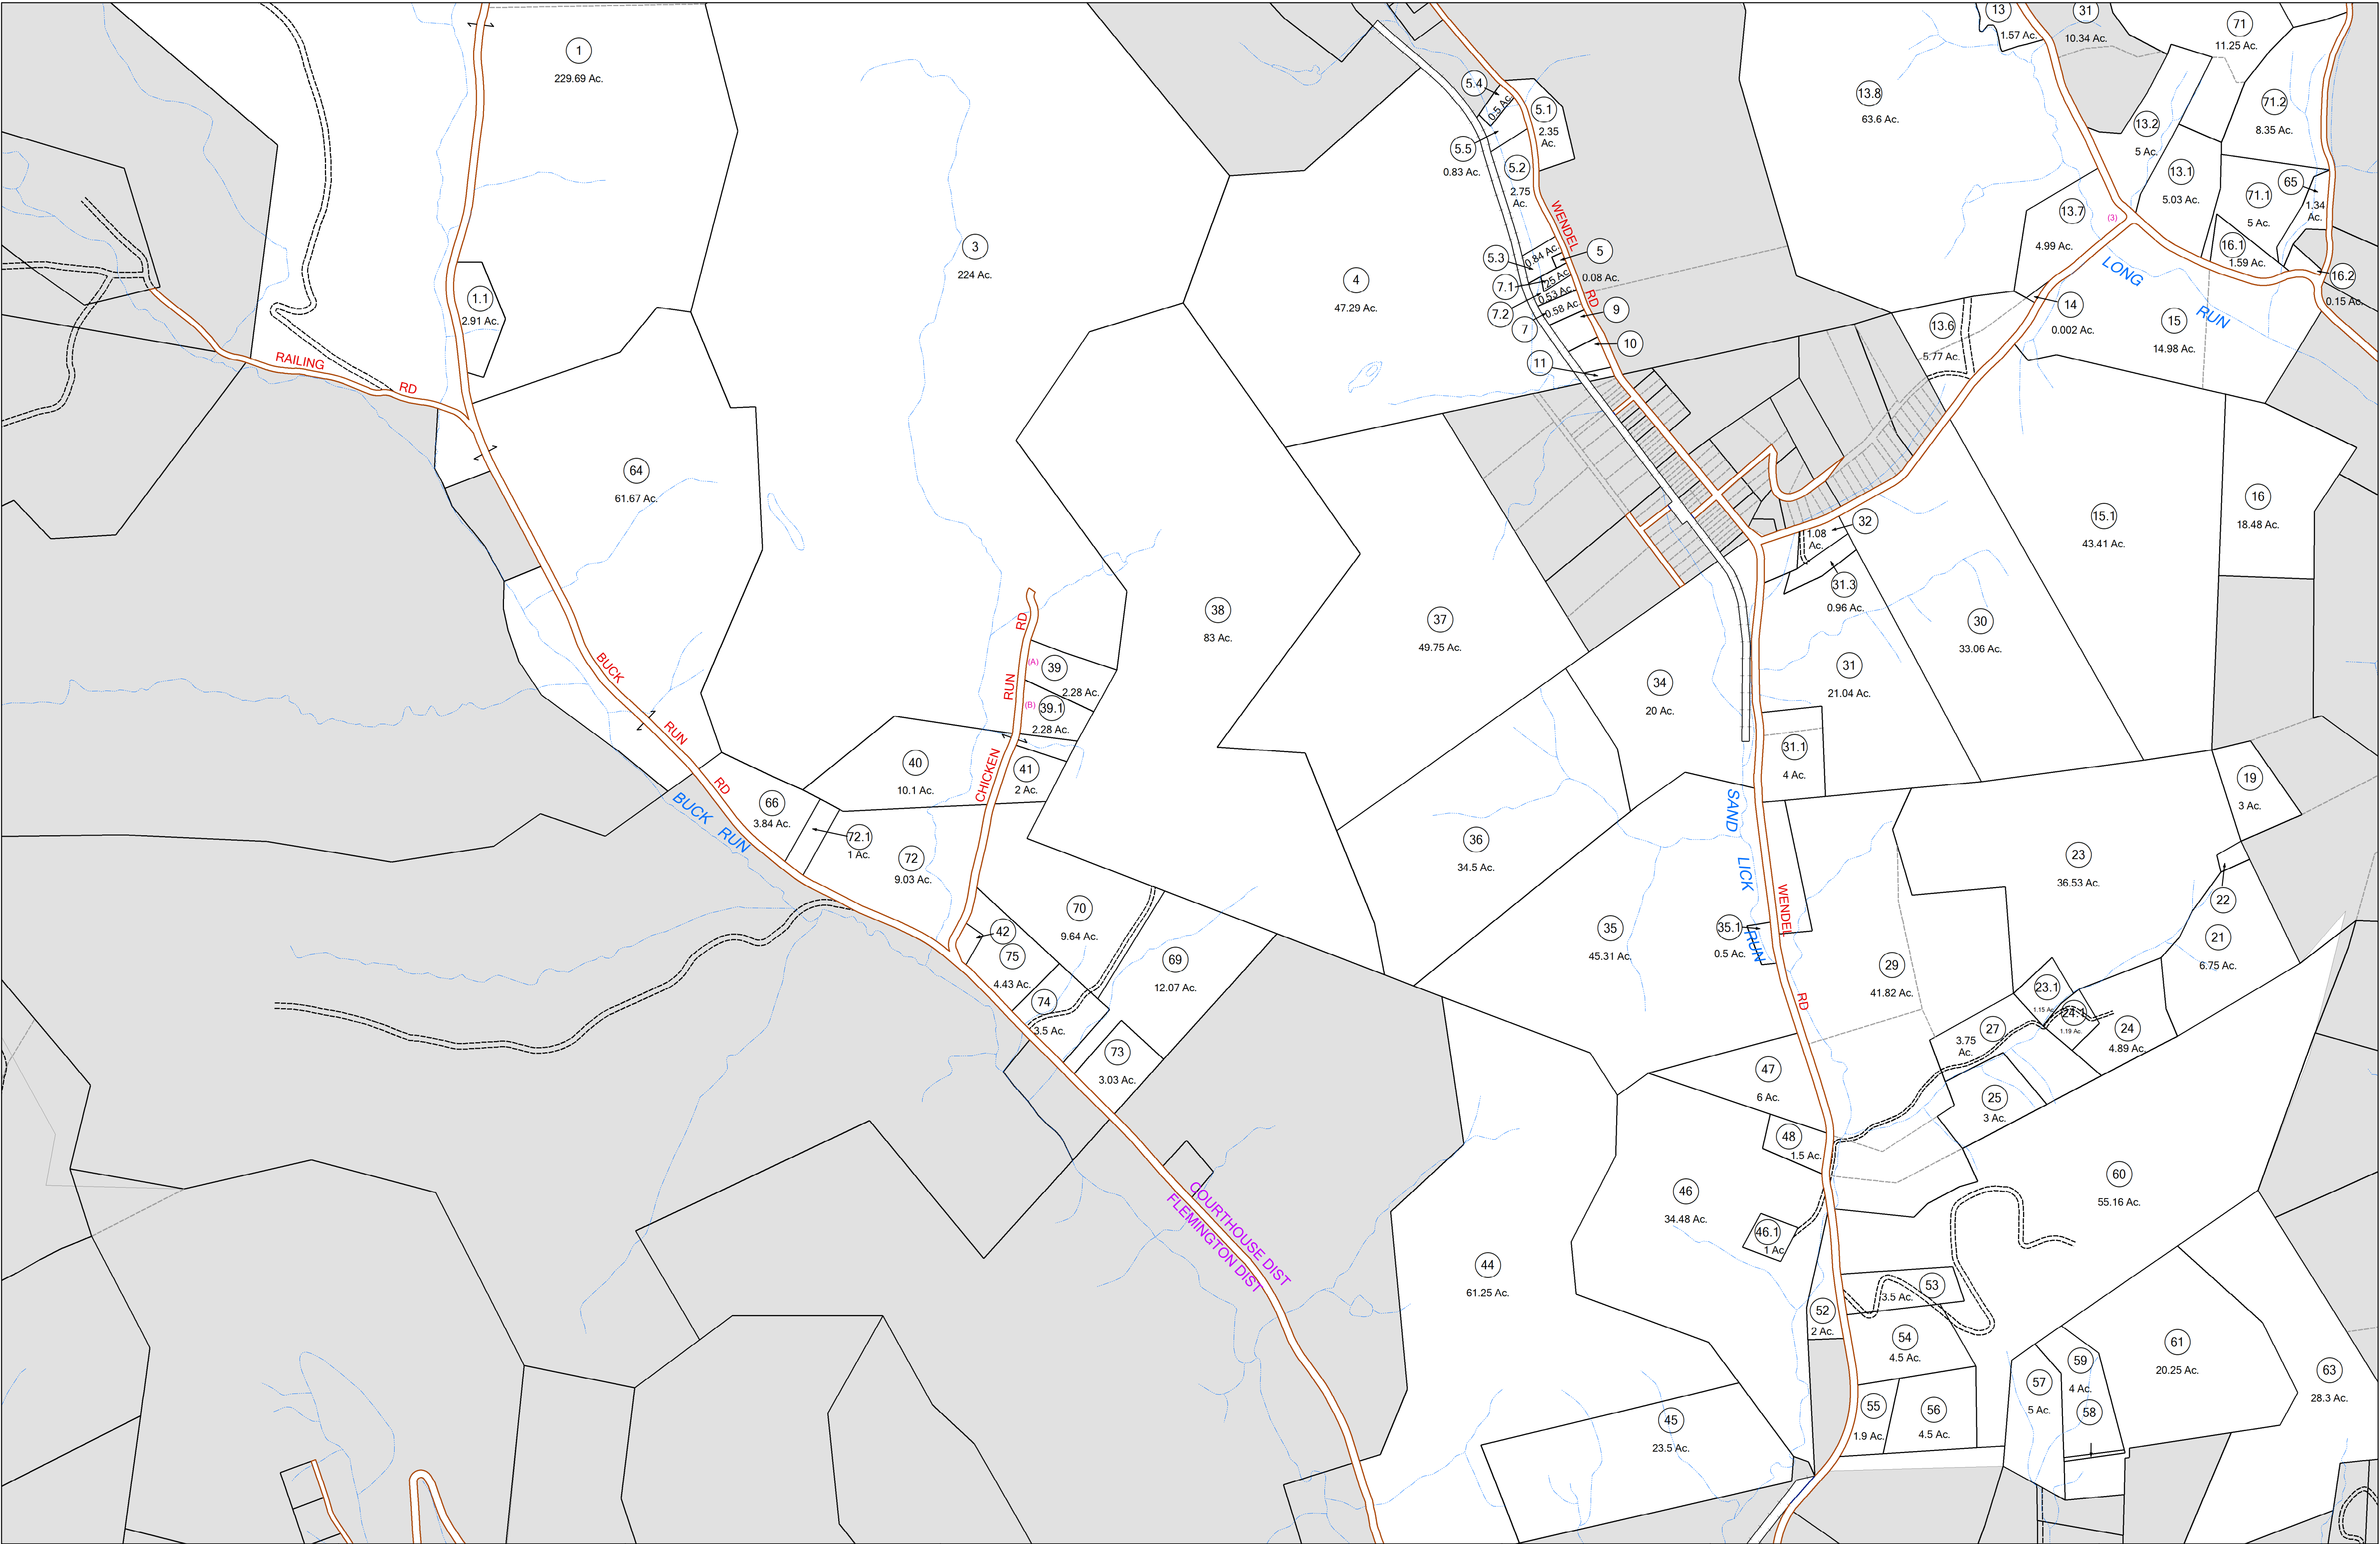 1
229.69 Ac.
3
224 Ac.
1.1
2.91 Ac.
RAILING
RD
64
61.67 Ac.
4
47.29 Ac.
5.4
0.5 Ac.
5.1
2.35
Ac.
5.5
0.83 Ac.
5.2
2.75
Ac.
WENDEL
RD
5.3
0.84 Ac.
5
0.08 Ac.
7.1
.25 Ac.
7.2
0.53 Ac.
7
0.58 Ac.
9
10
11
13
1.57 Ac.
31
10.34 Ac.
71
11.25 Ac.
13.8
63.6 Ac.
13.2
5 Ac.
71.2
8.35 Ac.
13.1
5.03 Ac.
71.1
5 Ac.
65
1.34
Ac.
13.7
4.99 Ac.
(3)
16.1
1.59 Ac.
16.2
0.15 Ac.
LONG
RUN
14
0.002 Ac.
15
14.98 Ac.
13.6
5.77 Ac.
15.1
43.41 Ac.
16
18.48 Ac.
32
1.08
Ac.
31.3
0.96 Ac.
30
33.06 Ac.
31
21.04 Ac.
31.1
4 Ac.
34
20 Ac.
37
49.75 Ac.
38
83 Ac.
RD
RUN
CHICKEN
(A)
39
2.28 Ac.
(B)
39.1
2.28 Ac.
40
10.1 Ac.
41
2 Ac.
BUCK
RUN
RD
BUCK RUN
66
3.84 Ac.
72.1
1 Ac.
72
9.03 Ac.
70
9.64 Ac.
42
75
4.43 Ac.
74
3.5 Ac.
69
12.07 Ac.
73
3.03 Ac.
COURTHOUSE DIST
FLEMINGTON DIST
36
34.5 Ac.
35
45.31 Ac.
35.1
0.5 Ac.
SAND
LICK
RUN
WENDEL
RD
19
3 Ac.
23
36.53 Ac.
22
21
6.75 Ac.
29
41.82 Ac.
23.1
1.15 Ac.
24.1
1.19 Ac.
24
4.89 Ac.
27
3.75
Ac.
25
3 Ac.
47
6 Ac.
48
1.5 Ac.
46
34.48 Ac.
46.1
1 Ac
60
55.16 Ac.
44
61.25 Ac.
53
3.5 Ac.
52
2 Ac.
54
4.5 Ac.
55
1.9 Ac.
56
4.5 Ac.
57
5 Ac.
59
4 Ac.
58
61
20.25 Ac.
63
28.3 Ac.
45
23.5 Ac.